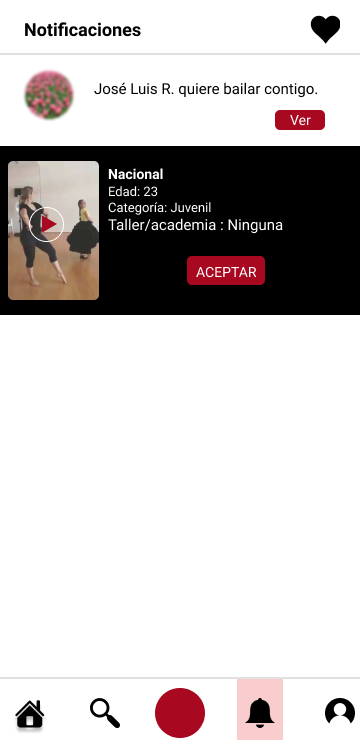 Notificaciones
José Luis R. quiere bailar contigo.
Ver
Nacional
Edad: 23
Categoría: Juvenil
Taller/academia : Ninguna
ACEPTAR